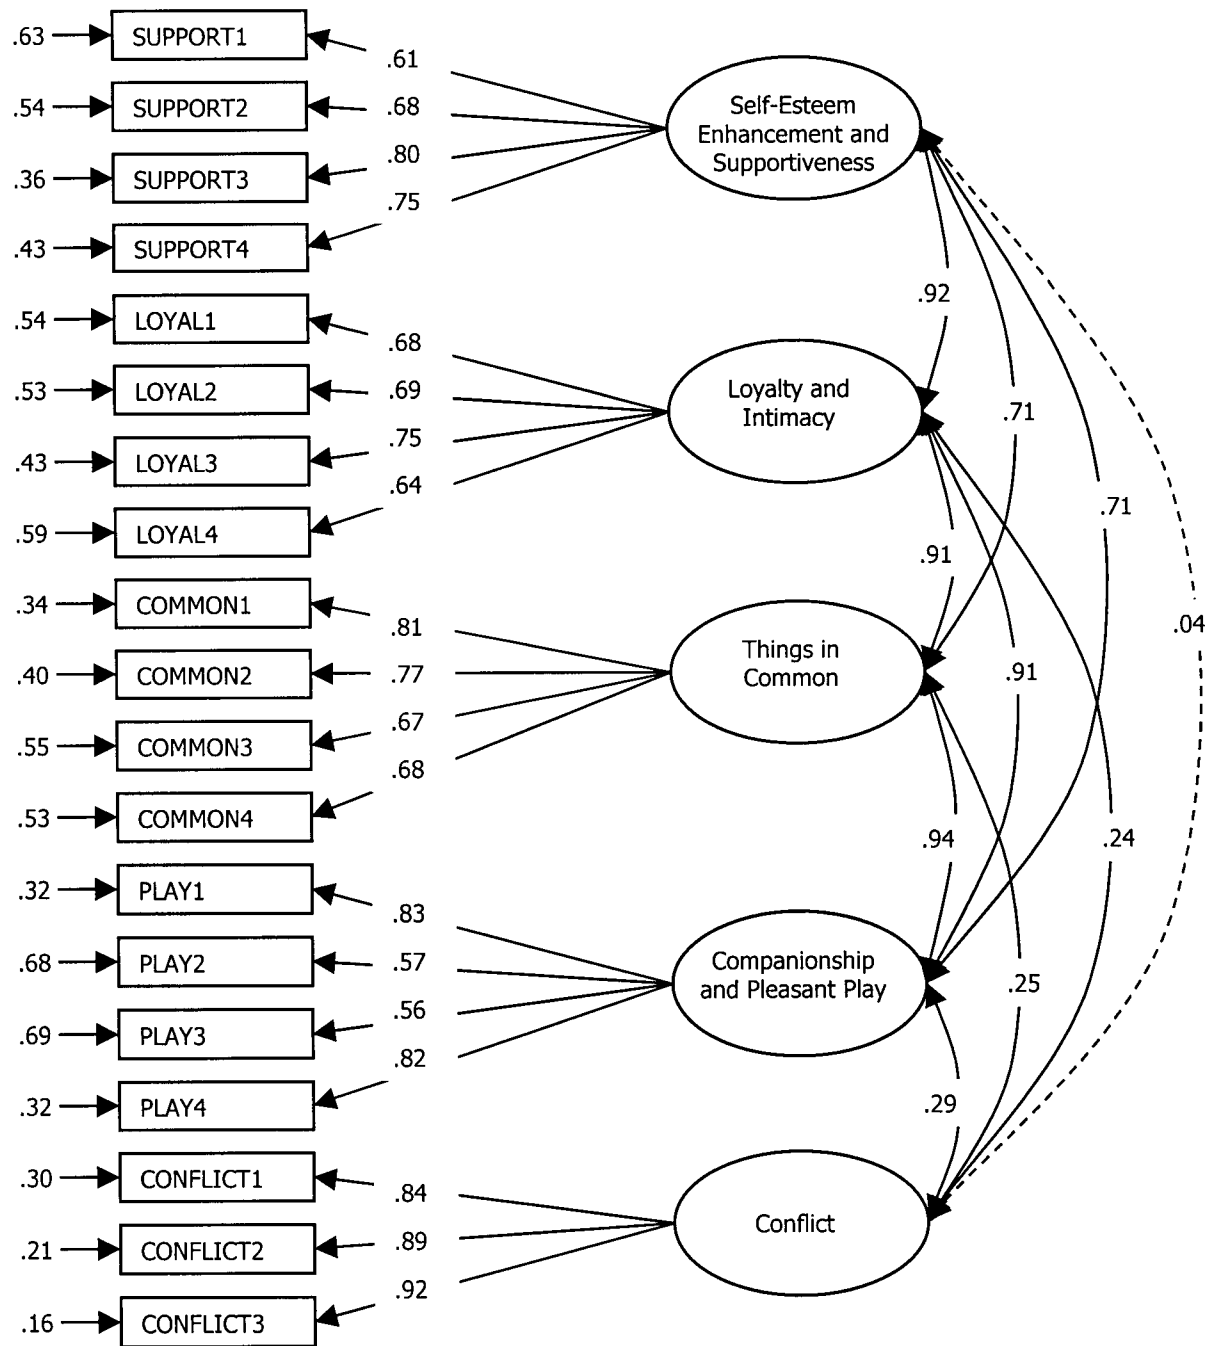 .63
SUPPORT1
.61
.54
SUPPORT2
.68
.36
SUPPORT3
.80
.43
SUPPORT4
.75
Self-Esteem
Enhancement and
Supportiveness
.92
.54
LOYAL1
.68
.53
LOYAL2
.69
.43
LOYAL3
.75
.59
LOYAL4
.64
Loyalty and
Intimacy
.71
.71
.91
.34
COMMON1
.81
.40
COMMON2
.77
.55
COMMON3
.67
.53
COMMON4
.68
Things in
Common
.91
.04
.94
.24
.32
PLAY1
.83
.68
PLAY2
.57
.69
PLAY3
.56
.32
PLAY4
.82
Companionship
and Pleasant Play
.25
.29
.30
CONFLICT1
.84
.21
CONFLICT2
.89
.16
CONFLICT3
.92
Conflict